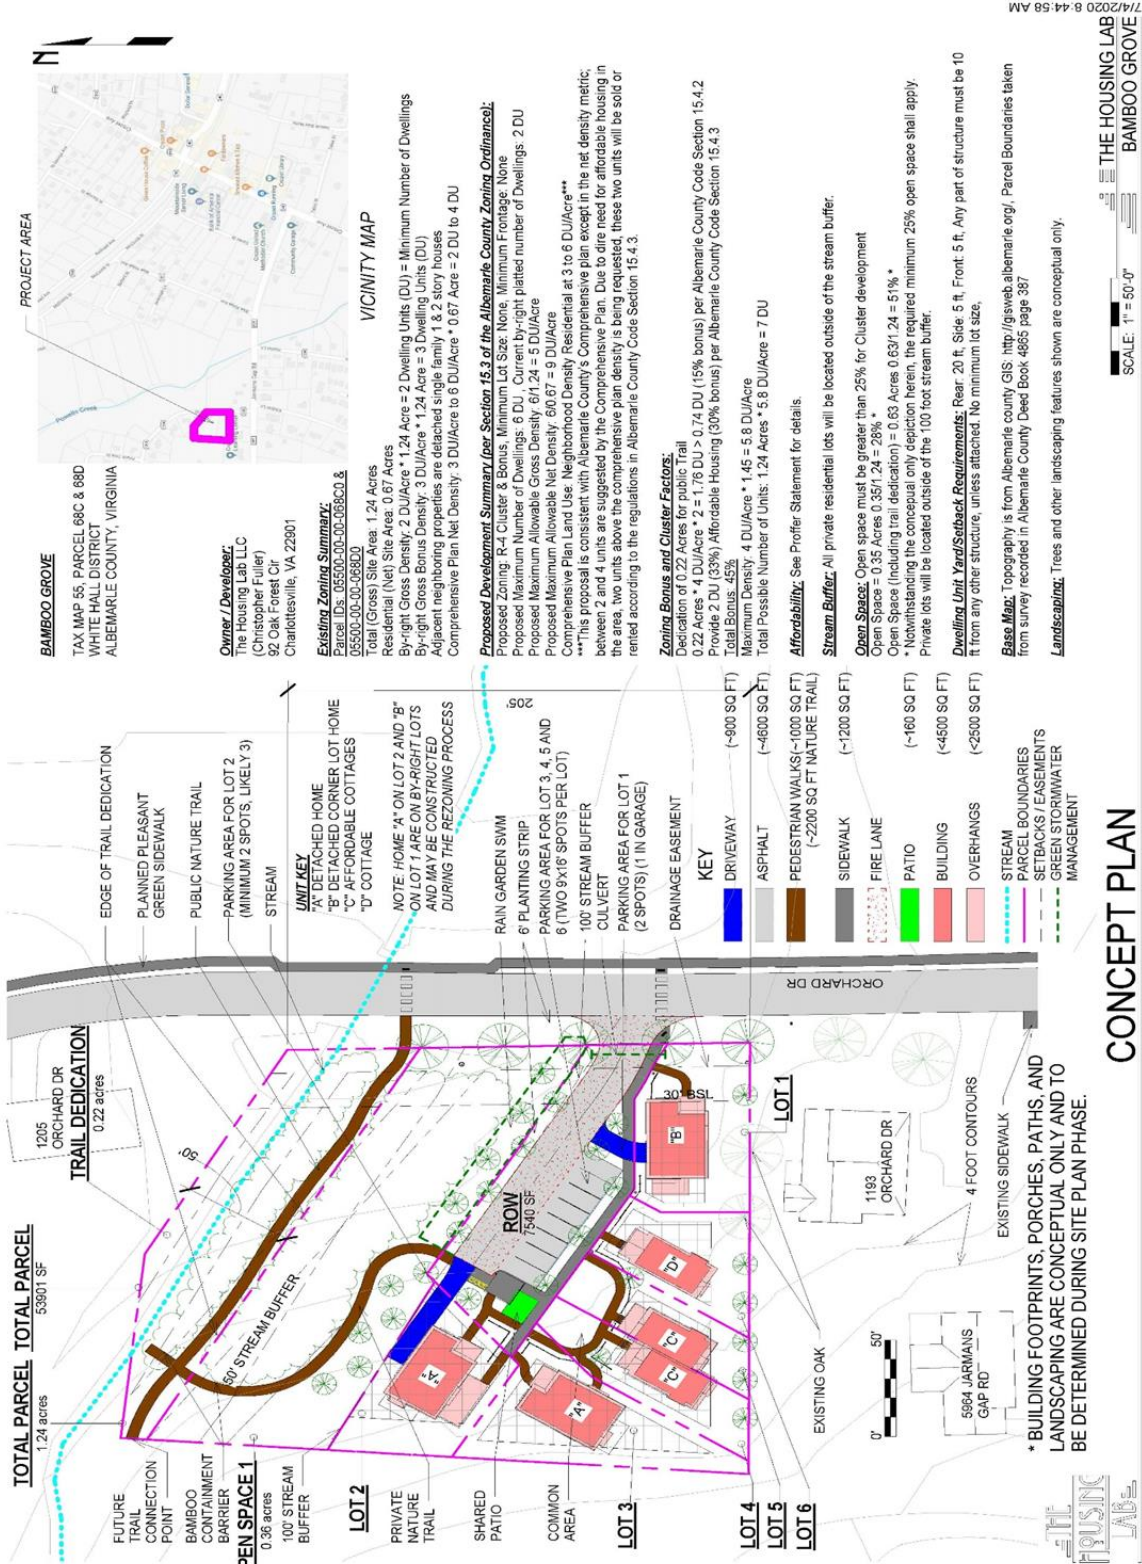 7/4/2020 8:44:58 AM
N
PROJECT AREA
VICINITY MAP
BAMBOO GROVE
TAX MAP 55, PARCEL 68C & 68D
WHITE HALL DISTRICT
ALBEMARLE COUNTY, VIRGINIA
Owner / Developer:
The Housing Lab LLC
(Christopher Fuller)
92 Oak Forest Cir
Charlottesville, VA 22901
Existing Zoning Summary:
Parcel IDs: 05500-00-00-068C0 &
05500-00-00-068D0
Total (Gross) Site Area: 1.24 Acres
Residential (Net) Site Area: 0.67 Acres
By-right Gross Density: 2 DU/Acre * 1.24 Acre = 2 Dwelling Units (DU) = Minimum Number of Dwellings
By-right Gross Bonus Density: 3 DU/Acre * 1.24 Acre = 3 Dwelling Units (DU)
Adjacent neighboring properties are detached single family 1 & 2 story houses
Comprehensive Plan Net Density: 3 DU/Acre to 6 DU/Acre * 0.67 Acre = 2 DU to 4 DU
Proposed Development Summary (per Section 15.3 of the Albemarle County Zoning Ordinance):
Proposed Zoning: R-4 Cluster & Bonus, Minimum Lot Size: None, Minimum Frontage: None
Proposed Maximum Number of Dwellings: 6 DU , Current by-right platted number of Dwellings: 2 DU
Proposed Maximum Allowable Gross Density: 6/1.24 = 5 DU/Acre
Proposed Maximum Allowable Net Density: 6/0.67 = 9 DU/Acre
Comprehensive Plan Land Use: Neighborhood Density Residential at 3 to 6 DU/Acre***
***This proposal is consistent with Albemarle County's Comprehensive plan except in the net density metric;
between 2 and 4 units are suggested by the Comprehensive Plan. Due to dire need for affordable housing in
the area, two units above the comprehensive plan density is being requested, these two units will be sold or
rented according to the regulations in Albemarle County Code Section 15.4.3.
Zoning Bonus and Cluster Factors:
Dedication of 0.22 Acres for public Trail
0.22 Acres * 4 DU/Acre * 2 = 1.76 DU > 0.74 DU (15% bonus) per Albemarle County Code Section 15.4.2
Provide 2 DU (33%) Affordable Housing (30% bonus) per Albemarle County Code Section 15.4.3
Total Bonus: 45%
Maximum Density: 4 DU/Acre * 1.45 = 5.8 DU/Acre
Total Possible Number of Units: 1.24 Acres * 5.8 DU/Acre = 7 DU
Affordability: See Proffer Statement for details.
Stream Buffer: All private residential lots will be located outside of the stream buffer.
Open Space: Open space must be greater than 25% for Cluster development
Open Space = 0.35 Acres 0.35/1.24 = 28% *
Open Space (Including trail dedication) = 0.63 Acres 0.63/1.24 = 51% *
* Notwithstanding the conceptual only depiction herein, the required minimum 25% open space shall apply.
Private lots will be located outside of the 100 foot stream buffer.
Dwelling Unit Yard/Setback Requirements: Rear: 20 ft, Side: 5 ft, Front: 5 ft, Any part of structure must be 10
ft from any other structure, unless attached. No minimum lot size,
Base Map: Topography is from Albemarle county GIS: http://gisweb.albemarle.org/, Parcel Boundaries taken
from survey recorded in Albemarle County Deed Book 4865 page 387
Landscaping: Trees and other landscaping features shown are conceptual only.
EDGE OF TRAIL DEDICATION
PLANNED PLEASANT
GREEN SIDEWALK
PUBLIC NATURE TRAIL
PARKING AREA FOR LOT 2
(MINIMUM 2 SPOTS, LIKELY 3)
STREAM
UNIT KEY
"A" DETACHED HOME
"B" DETACHED CORNER LOT HOME
"C" AFFORDABLE COTTAGES
"D" COTTAGE
NOTE: HOME "A" ON LOT 2 AND "B"
ON LOT 1 ARE ON BY-RIGHT LOTS
AND MAY BE CONSTRUCTED
DURING THE REZONING PROCESS
205'
RAIN GARDEN SWM
6' PLANTING STRIP
PARKING AREA FOR LOT 3, 4, 5 AND
6 (TWO 9x16' SPOTS PER LOT)
100' STREAM BUFFER
CULVERT
PARKING AREA FOR LOT 1
(2 SPOTS) (1 IN GARAGE)
DRAINAGE EASEMENT
KEY
DRIVEWAY (~900 SQ FT)
ASPHALT (~4600 SQ FT)
PEDESTRIAN WALKS(~1000 SQ FT)
(~2200 SQ FT NATURE TRAIL)
SIDEWALK (~1200 SQ FT)
FIRE LANE
PATIO (~160 SQ FT)
BUILDING (<4500 SQ FT)
OVERHANGS (<2500 SQ FT)
STREAM
PARCEL BOUNDARIES
SETBACKS / EASEMENTS
GREEN STORMWATER
MANAGEMENT
1205
ORCHARD DR
TRAIL DEDICATION
0.22 acres
TOTAL PARCEL
53901 SF
TOTAL PARCEL
1.24 acres
50'
50' STREAM BUFFER
ROW
7540 SF
ORCHARD DR
30' BSL
"A"
"A"
"B"
"C"
"C"
"D"
FUTURE
TRAIL
CONNECTION
POINT
BAMBOO
CONTAINMENT
BARRIER
PEN SPACE 1
0.36 acres
100' STREAM
BUFFER
LOT 2
PRIVATE
NATURE
TRAIL
SHARED
PATIO
COMMON
AREA
LOT 3
LOT 4
LOT 5
LOT 6
LOT 1
1193
ORCHARD DR
4 FOOT CONTOURS
EXISTING SIDEWALK
EXISTING OAK
0' 50'
5964 JARMANS
GAP RD
* BUILDING FOOTPRINTS, PORCHES, PATHS, AND
LANDSCAPING ARE CONCEPTUAL ONLY AND TO
BE DETERMINED DURING SITE PLAN PHASE.
THE
HOUSING
LAB
CONCEPT PLAN
SCALE: 1" = 50'-0"
THE HOUSING LAB
BAMBOO GROVE